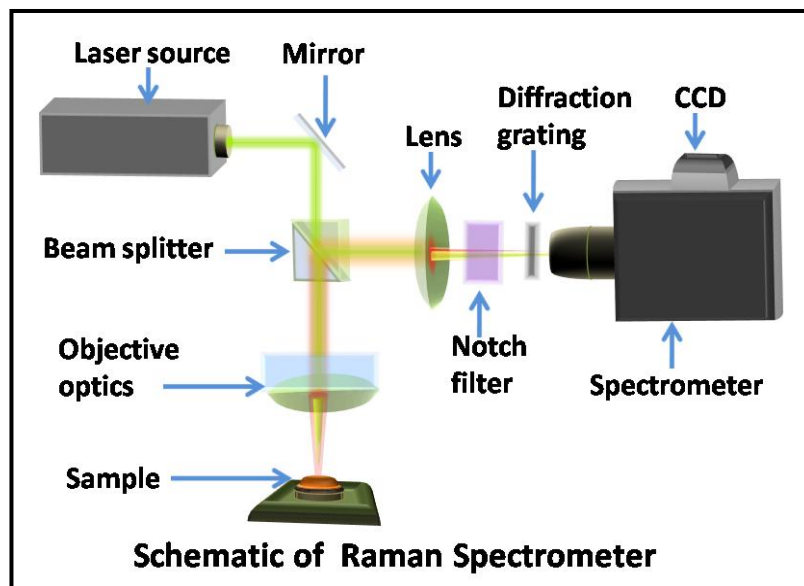 Laser source
Mirror
Diffraction
grating
CCD
Lens
Beam splitter
Objective
optics
Notch
filter
Spectrometer
Sample
Schematic of Raman Spectrometer